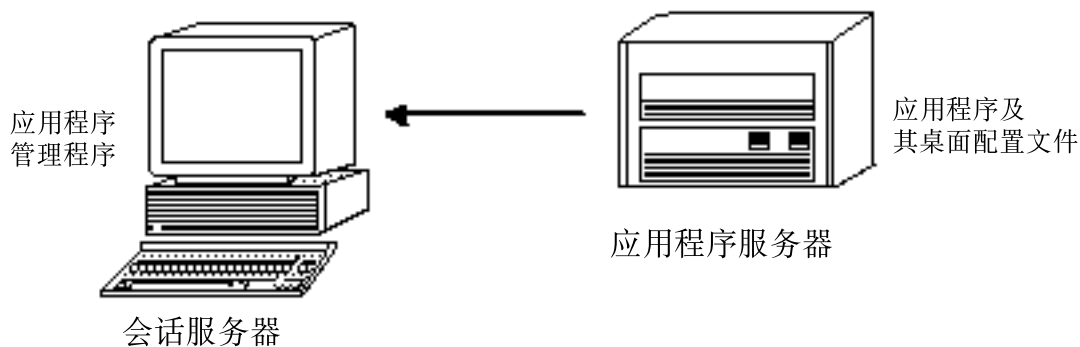 应用程序
管理程序
应用程序及
其桌面配置文件
应用程序服务器
会话服务器